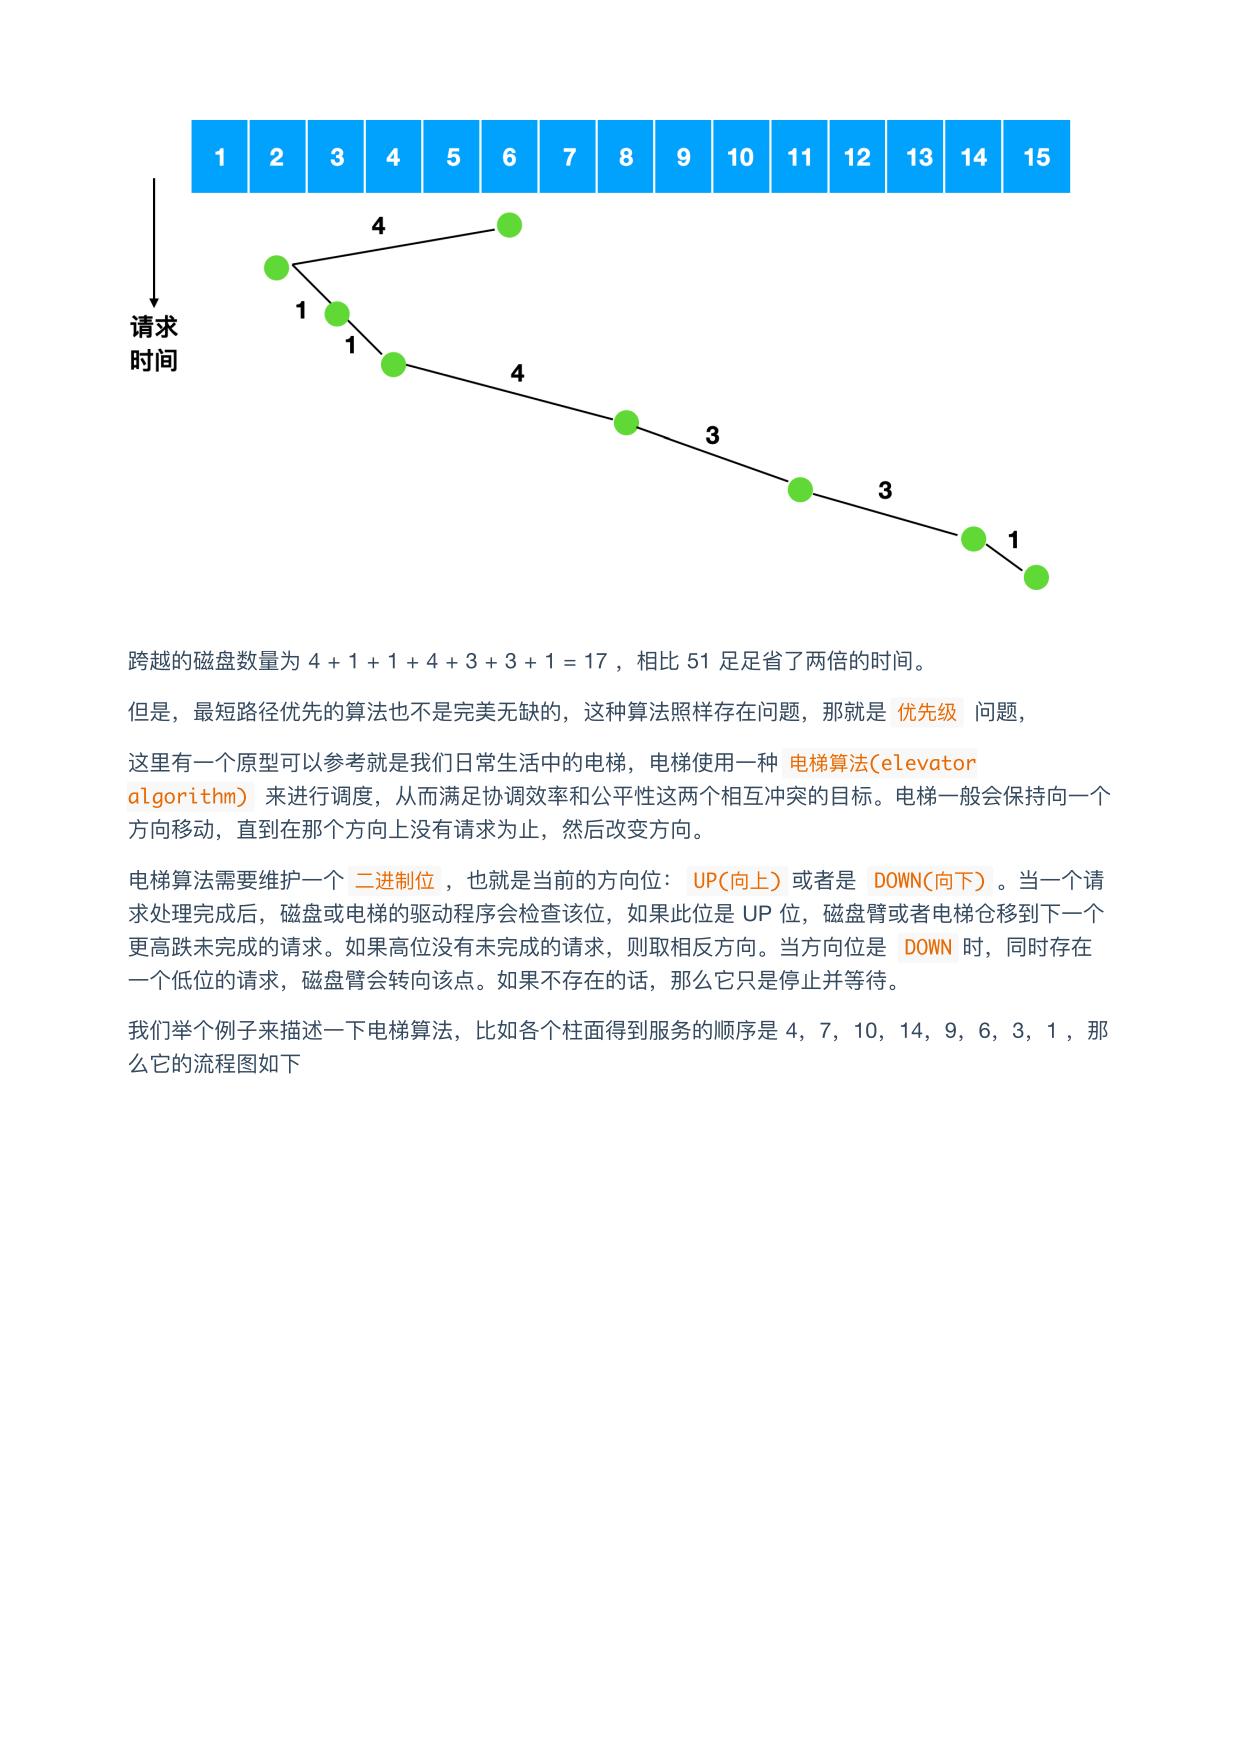 1 2 3 4 5 6 7 8 9 10 11 12 13 14 15
4
1
请求
1
时间
4
3
3
1
跨越的磁盘数量为 4 + 1 + 1 + 4 + 3 + 3 + 1 = 17 ，相比 51 足足省了两倍的时间。
但是，最短路径优先的算法也不是完美无缺的，这种算法照样存在问题，那就是 优先级 问题，
这里有一个原型可以参考就是我们日常生活中的电梯，电梯使用一种 电梯算法(elevator
algorithm) 来进行调度，从而满足协调效率和公平性这两个相互冲突的目标。电梯一般会保持向一个
方向移动，直到在那个方向上没有请求为止，然后改变方向。
电梯算法需要维护一个 二进制位 ，也就是当前的方向位： UP(向上) 或者是 DOWN(向下) 。当一个请
求处理完成后，磁盘或电梯的驱动程序会检查该位，如果此位是 UP 位，磁盘臂或者电梯仓移到下一个
更高跌未完成的请求。如果高位没有未完成的请求，则取相反方向。当方向位是 DOWN 时，同时存在
一个低位的请求，磁盘臂会转向该点。如果不存在的话，那么它只是停止并等待。
我们举个例子来描述一下电梯算法，比如各个柱面得到服务的顺序是 4，7，10，14，9，6，3，1 ，那
么它的流程图如下